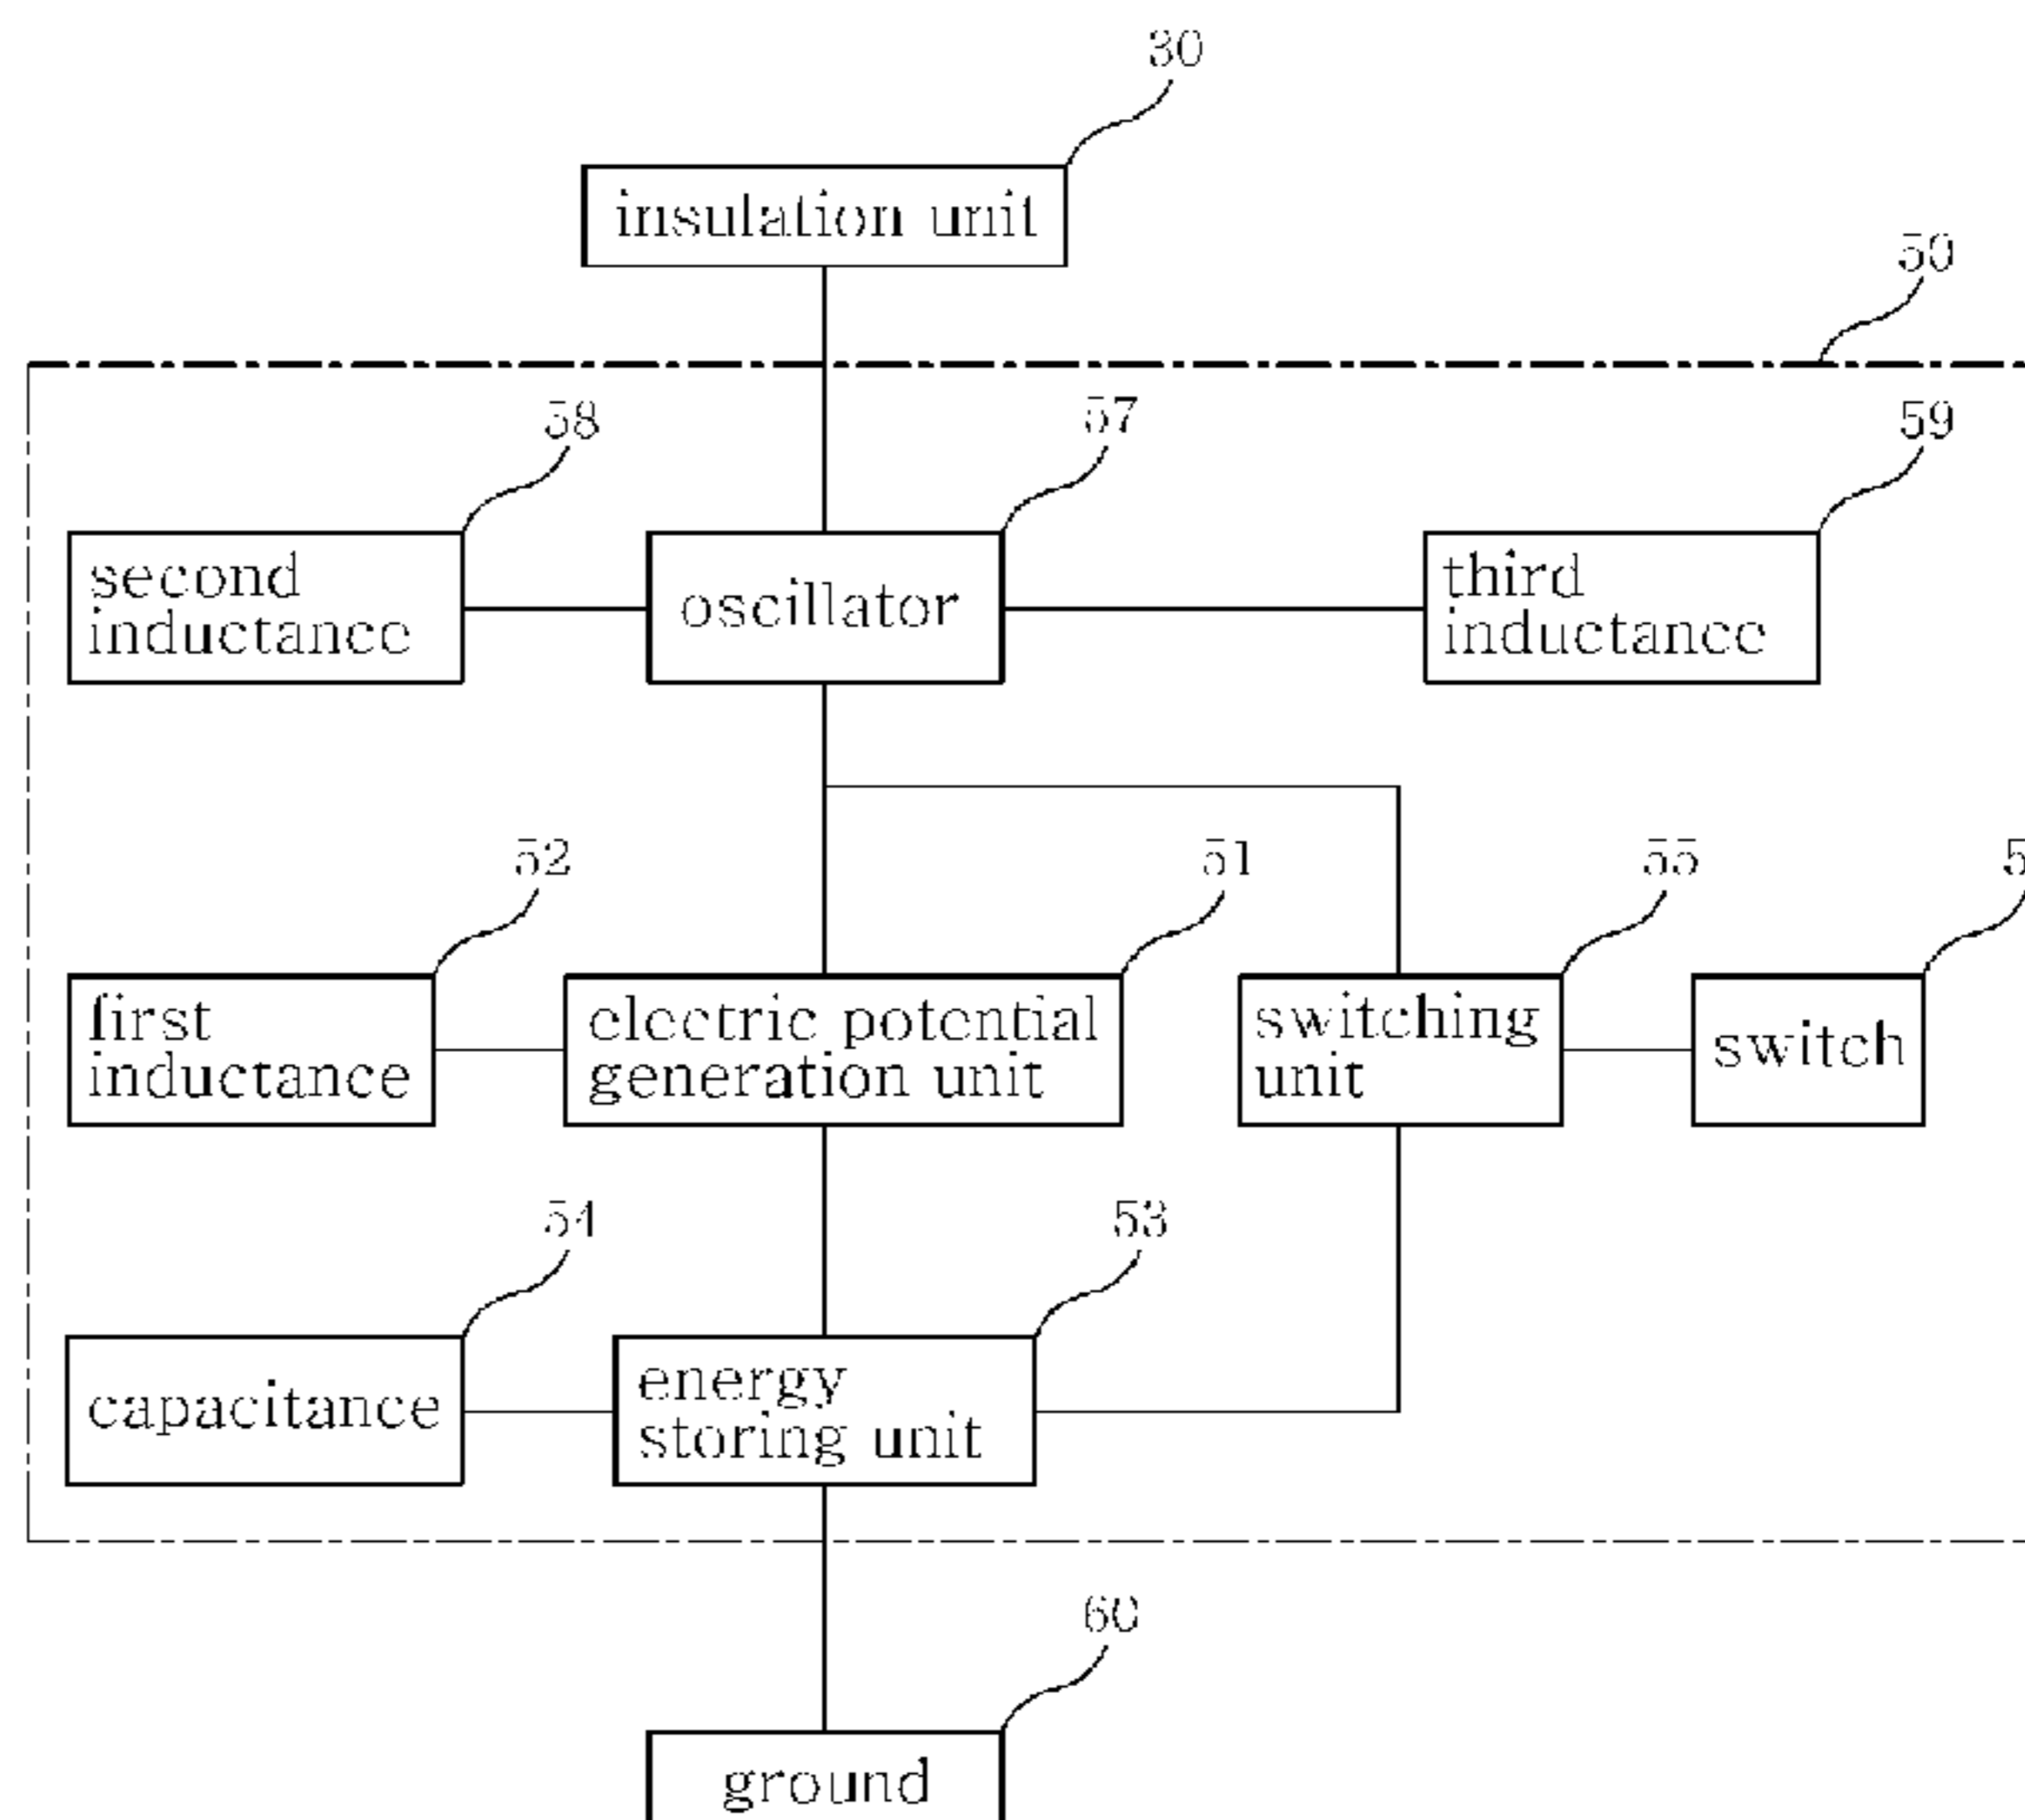 30
insulation unit
50
58
57
59
second
inductance
oscillator
third
inductance
52
51
55
5
first
inductance
electric potential
generation unit
switching
unit
switch
54
53
capacitance
energy
storing unit
60
ground